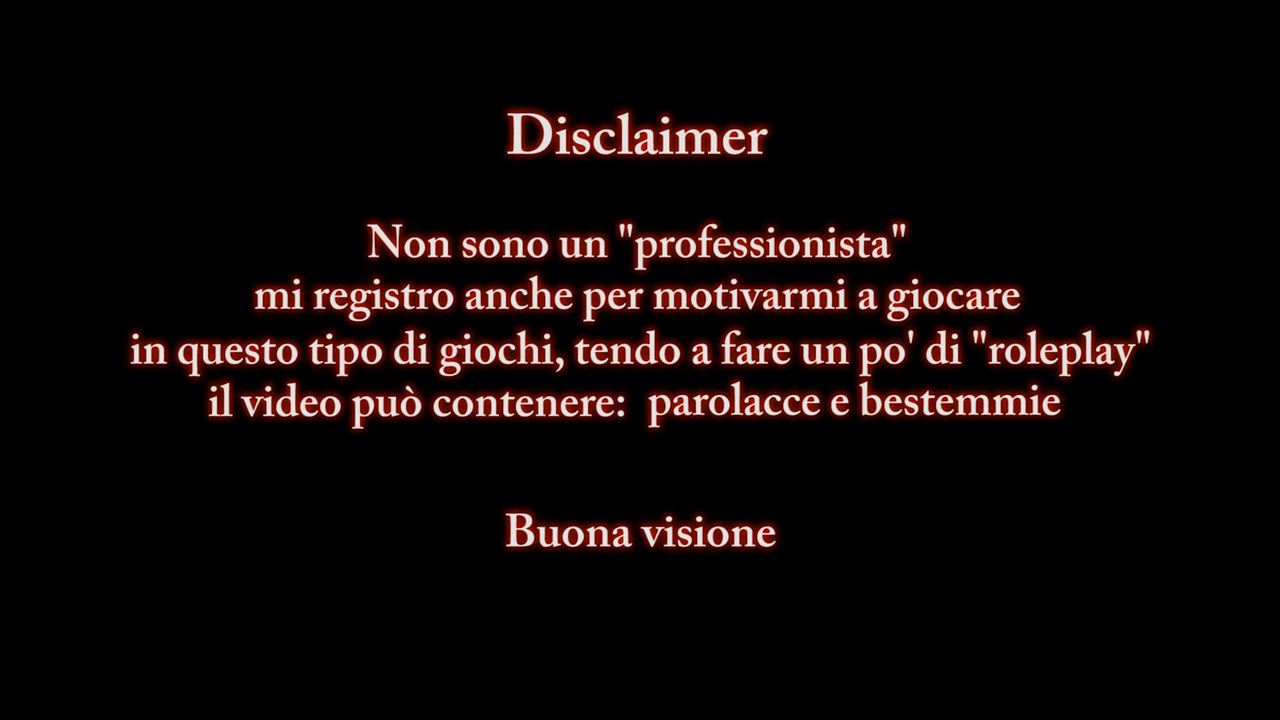 Disclaimer
Non sono un "professionista"
mi registro anche per motivarmi a giocare
in questo tipo di giochi, tendo a fare un po' di "roleplay"
il video può contenere: parolacce e bestemmie
Buona visione